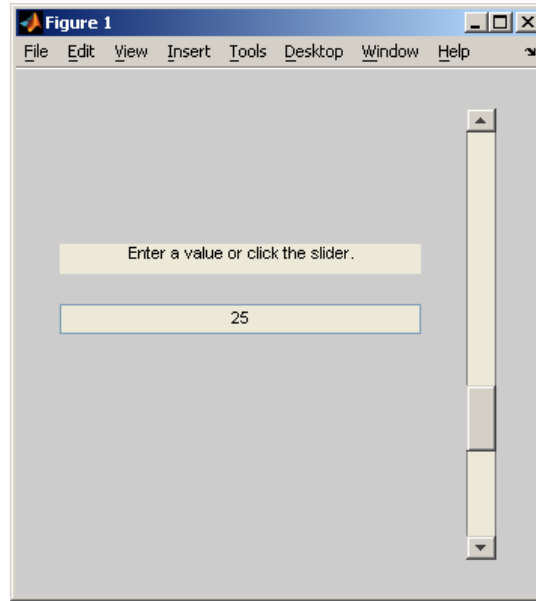 Figure 1
File Edit View Insert Tools Desktop Window Help
Enter a value or click the slider.
25